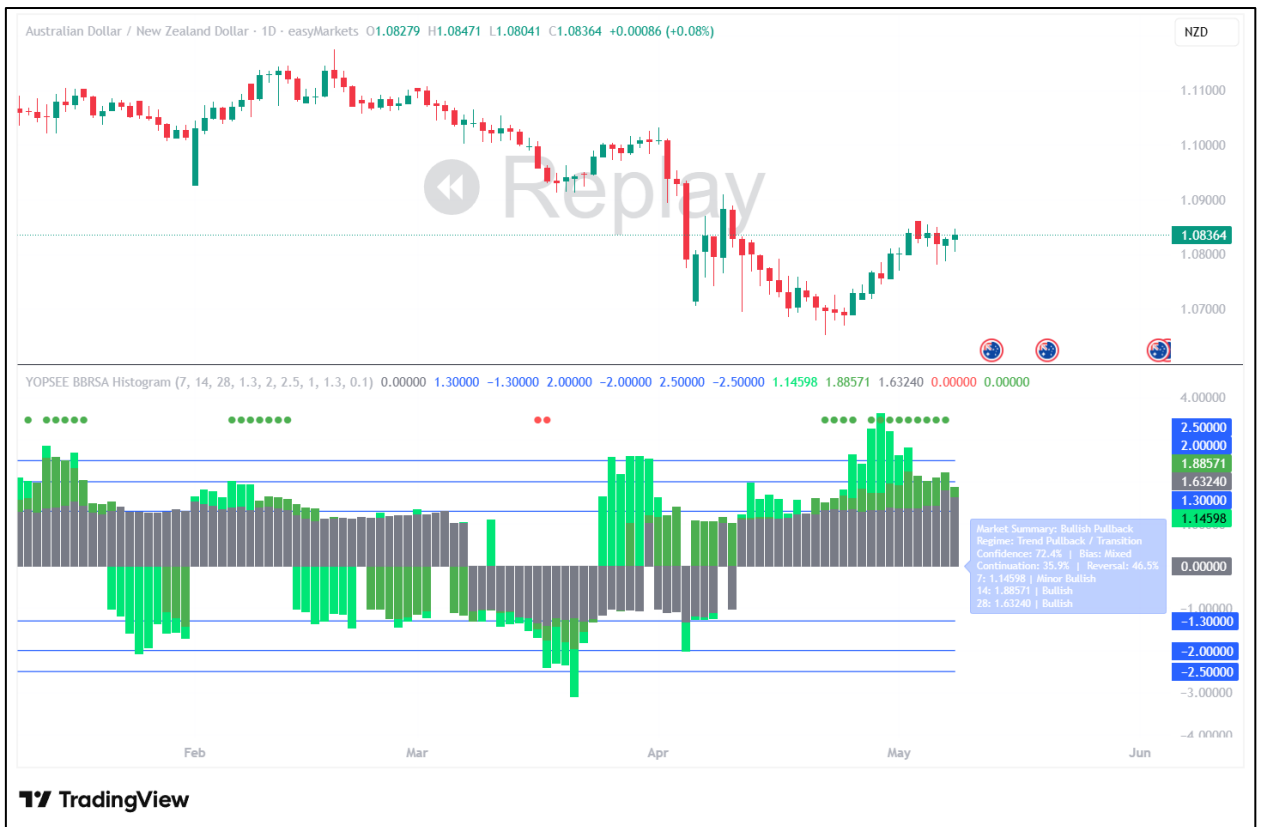 Australian Dollar / New Zealand Dollar · 1D · easyMarkets O1.08279 H1.08471 L1.08041 C1.08364 +0.00086 (+0.08%)
NZD
1.11000
1.10000
Replay
1.09000
1.08364
1.08000
1.07000
YOPSEE BBRSA Histogram (7, 14, 28, 1.3, 2, 2.5, 1, 1.3, 0.1) 0.00000 1.30000 −1.30000 2.00000 −2.00000 2.50000 −2.50000 1.14598 1.88571 1.63240 0.00000 0.00000
4.00000
2.50000
2.00000
1.88571
1.63240
1.30000
1.14598
Market Summary: Bullish Pullback
Regime: Trend Pullback / Transition
Confidence: 72.4% | Bias: Mixed
Continuation: 35.9% | Reversal: 46.5%
7: 1.14598 | Minor Bullish
14: 1.88571 | Bullish
28: 1.63240 | Bullish
0.00000
−1.00000
−1.30000
−2.00000
−2.50000
−3.00000
−4.00000
Feb Mar Apr May Jun
TradingView